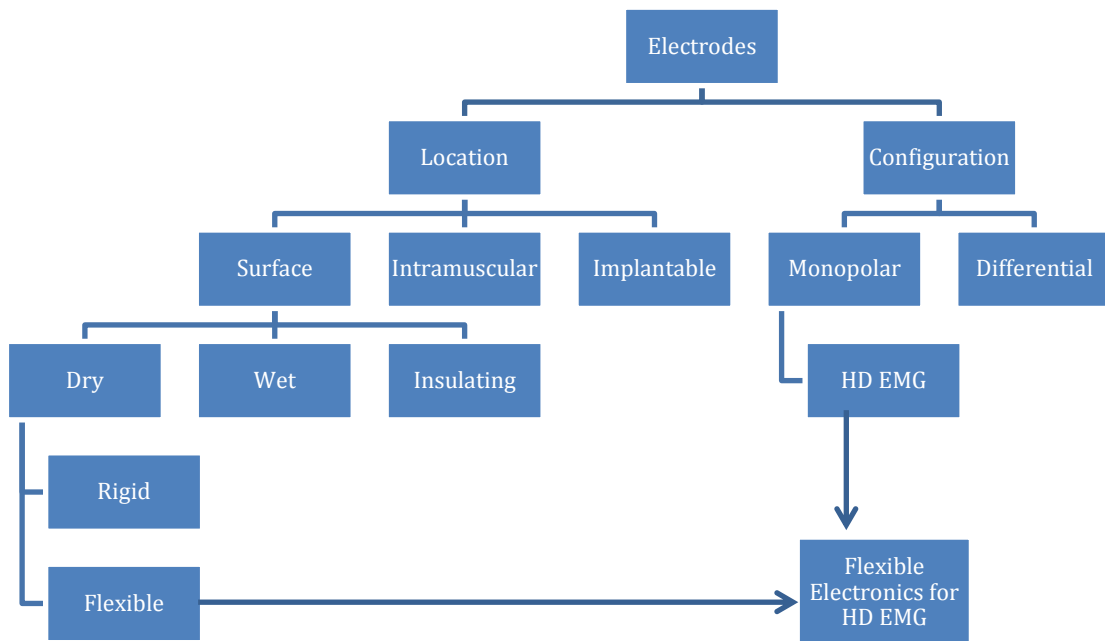 Electrodes
Location
Configuration
Surface
Intramuscular
Implantable
Monopolar
Differential
Dry
Wet
Insulating
HD EMG
Rigid
Flexible
Flexible
Electronics for
HD EMG